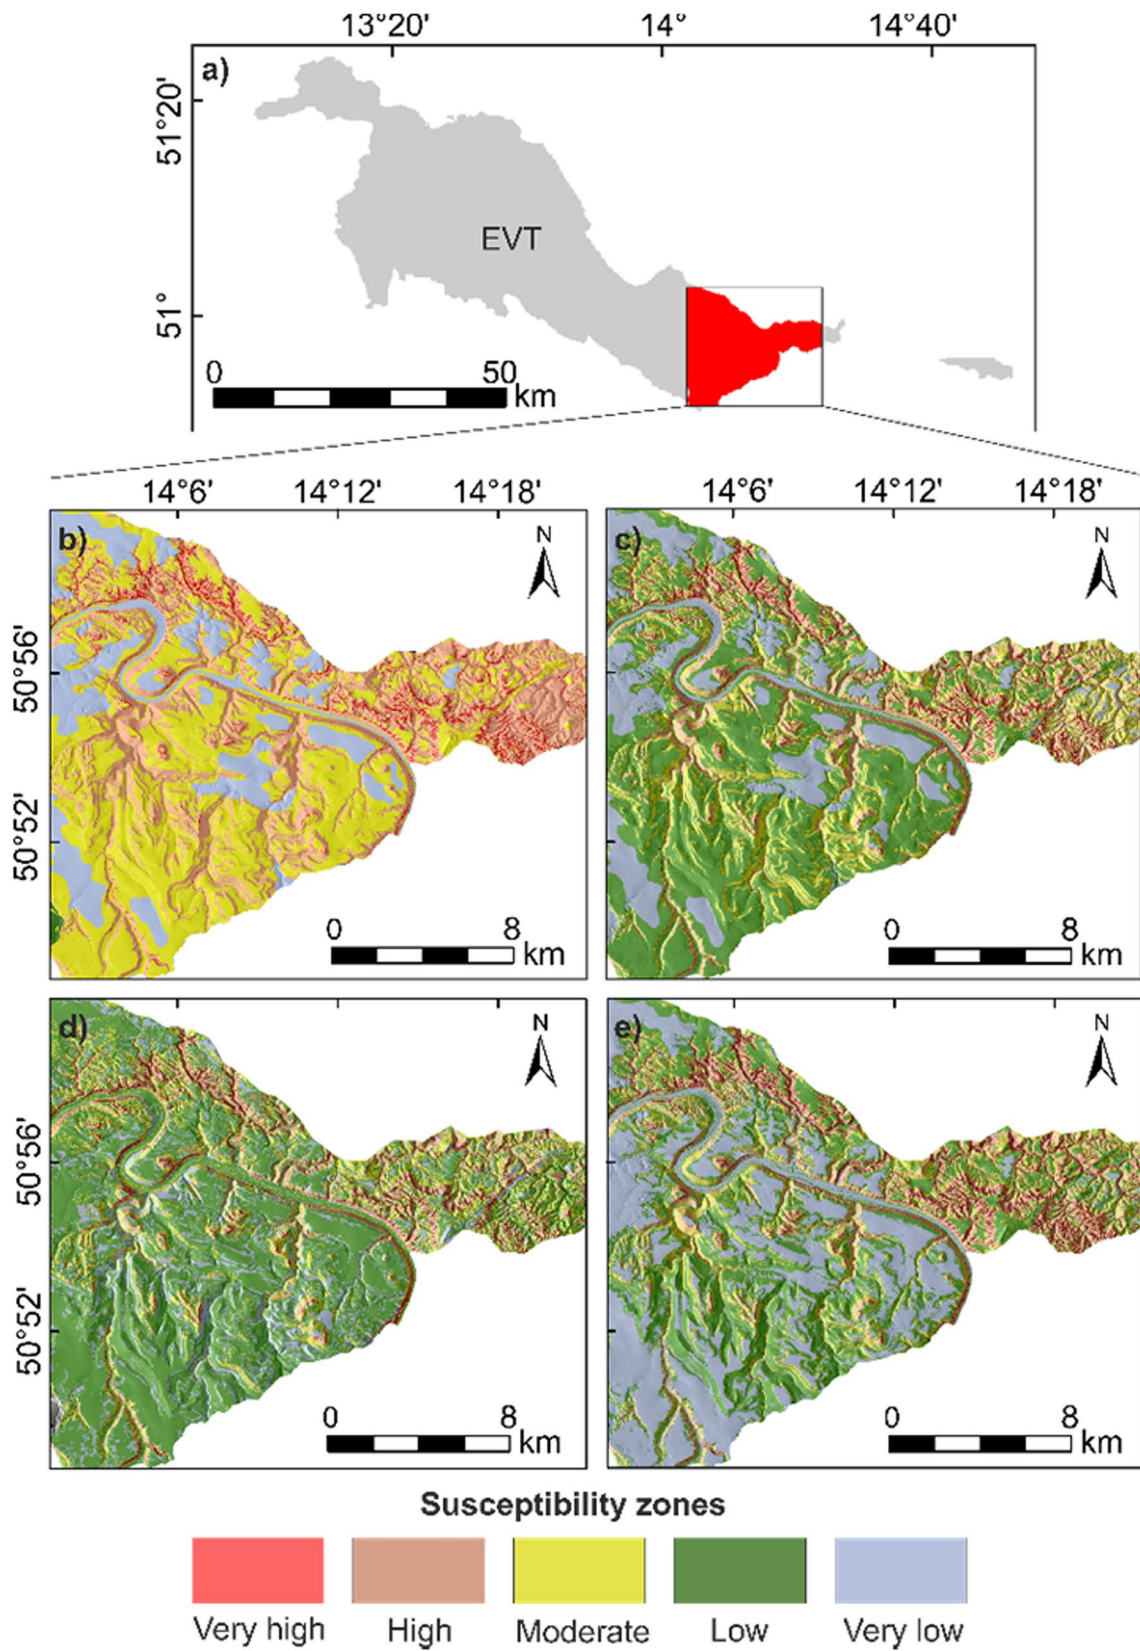 13°20' 14° 14°40'
a)
51°20'
EVT
51°
0 50
km
14°6' 14°12' 14°18' 14°6' 14°12' 14°18'
b) N c) N
50°56'
50°52'
0 8 0 8
km km
d) N e) N
50°56'
50°52'
0 8 0 8
km km
Susceptibility zones
Very high High Moderate Low Very low